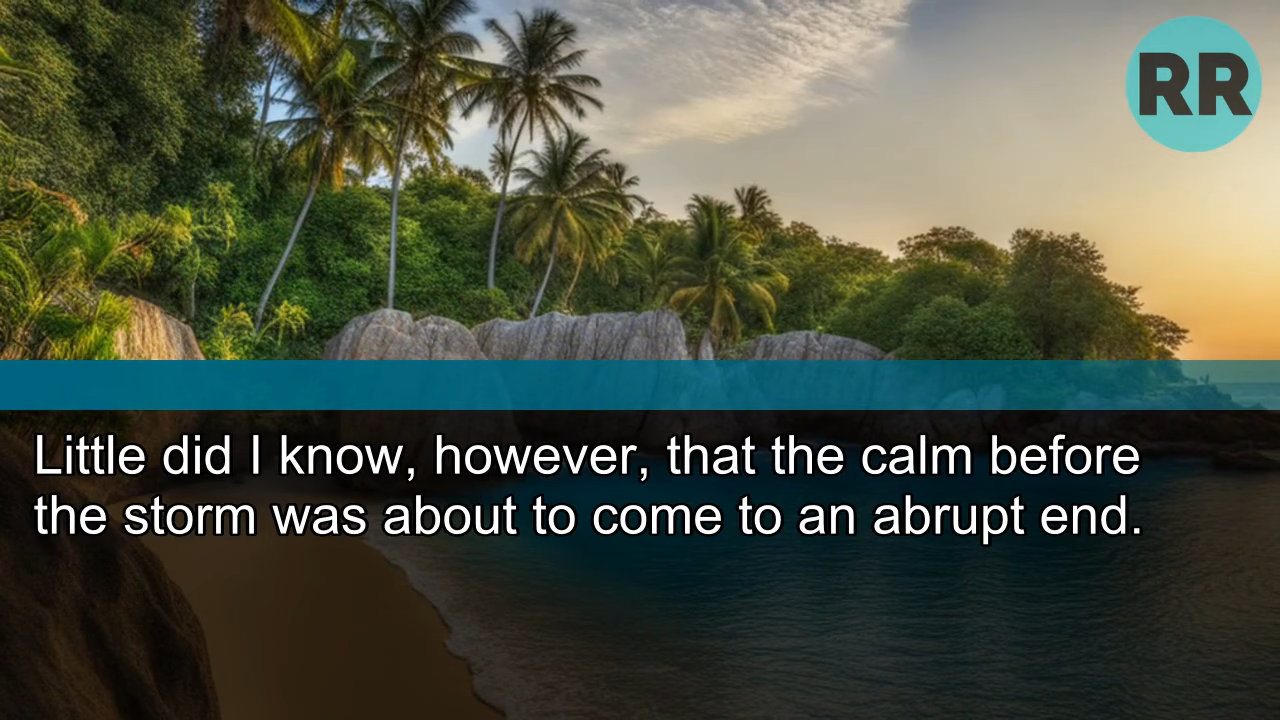 RR
Little did I know, however, that the calm before
the storm was about to come to an abrupt end.